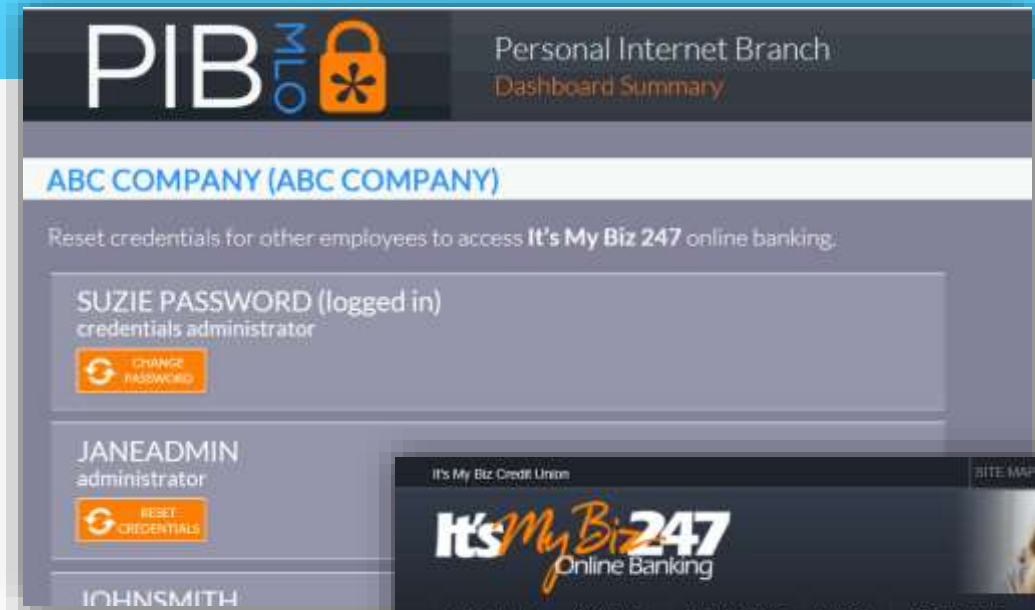 PIB MLO
Personal Internet Branch
Dashboard Summary
ABC COMPANY (ABC COMPANY)
Reset credentials for other employees to access It's My Biz 247 online banking.
SUZIE PASSWORD (logged in)
credentials administrator
CHANGE
PASSWORD
JANEADMIN
administrator
RESET
CREDENTIALS
JOHNSMITH
It's My Biz Credit Union
SITE MAP
It's My Biz 247
Online Banking